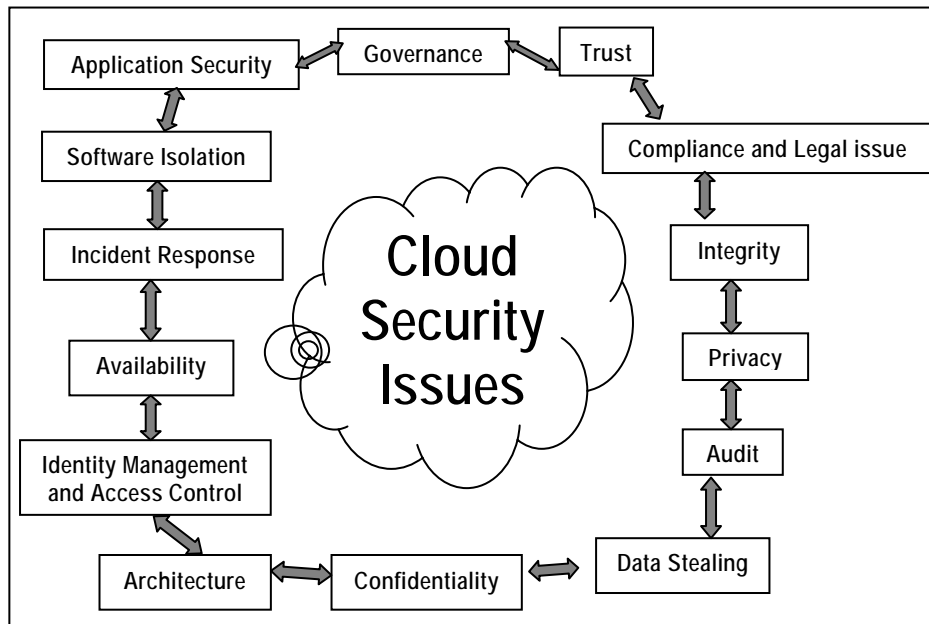 Application Security
Governance
Trust
Software Isolation
Compliance and Legal issue
Incident Response
Cloud
Security
Issues
Integrity
Availability
Privacy
Identity Management
and Access Control
Audit
Architecture
Confidentiality
Data Stealing